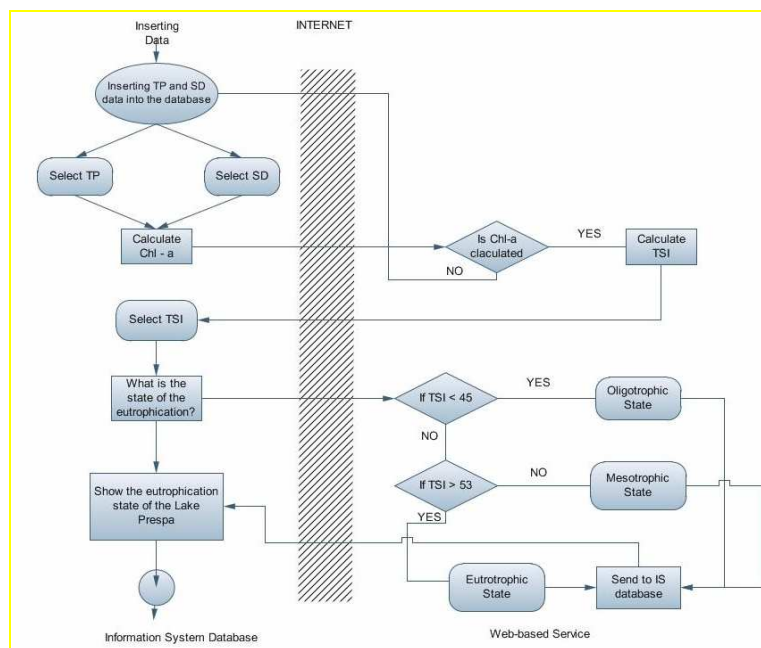 Inserting
Data
INTERNET
Inserting TP and SD
data into the database
Select TP
Select SD
Calculate
Chl - a
Is Chl-a
claculated
YES
NO
Calculate
TSI
Select TSI
What is the
state of the
eutrophication?
If TSI < 45
YES
Oligotrophic
State
NO
Show the eutrophication
state of the Lake
Prespa
If TSI > 53
NO
Mesotrophic
State
YES
Eutrotrophic
State
Send to IS
database
Information System Database
Web-based Service